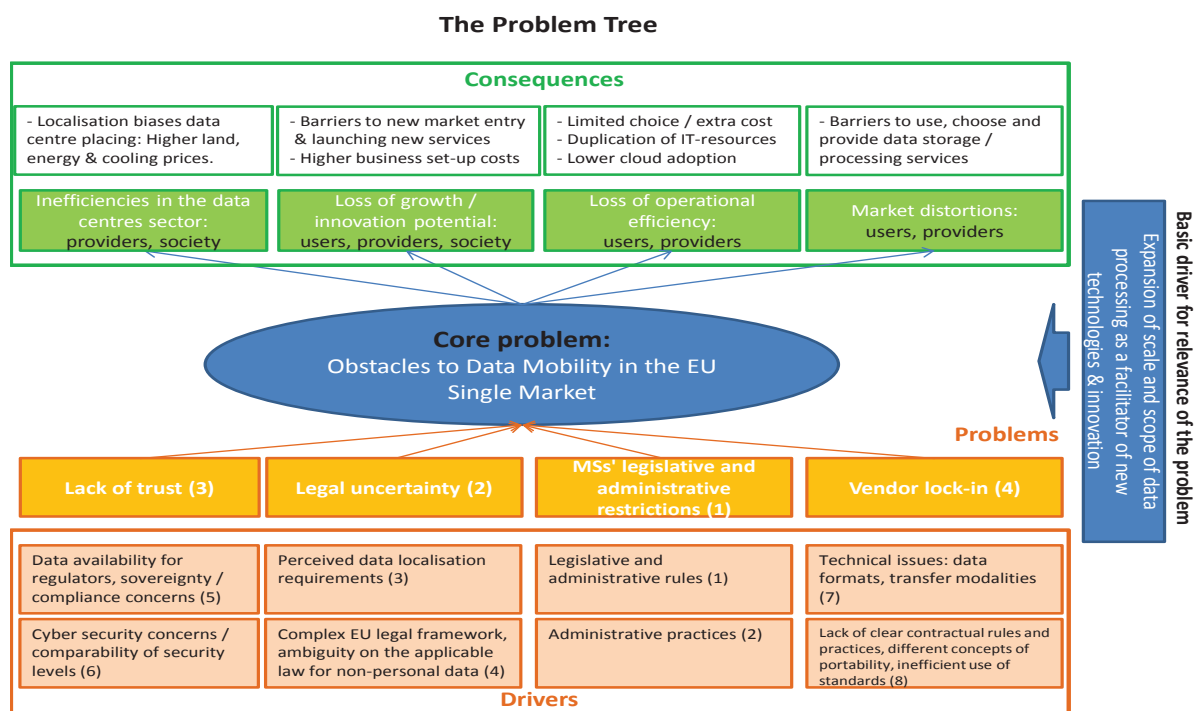 The Problem Tree
Consequences
- Localisation biases data
centre placing: Higher land,
energy & cooling prices.
- Barriers to new market entry
& launching new services
- Higher business set-up costs
- Limited choice / extra cost
- Duplication of IT-resources
- Lower cloud adoption
- Barriers to use, choose and
provide data storage /
processing services
Inefficiencies in the data
centres sector:
providers, society
Loss of growth /
innovation potential:
users, providers, society
Loss of operational
efficiency:
users, providers
Market distortions:
users, providers
Core problem:
Obstacles to Data Mobility in the EU
Single Market
Basic driver for relevance of the problem
Expansion of scale and scope of data
processing as a facilitator of new
technologies & innovation
Problems
Lack of trust (3)
Legal uncertainty (2)
MSs' legislative and
administrative
restrictions (1)
Vendor lock-in (4)
Data availability for
regulators, sovereignty /
compliance concerns (5)
Perceived data localisation
requirements (3)
Legislative and
administrative rules (1)
Technical issues: data
formats, transfer modalities
(7)
Cyber security concerns /
comparability of security
levels (6)
Complex EU legal framework,
ambiguity on the applicable
law for non-personal data (4)
Administrative practices (2)
Lack of clear contractual rules and
practices, different concepts of
portability, inefficient use of
standards (8)
Drivers